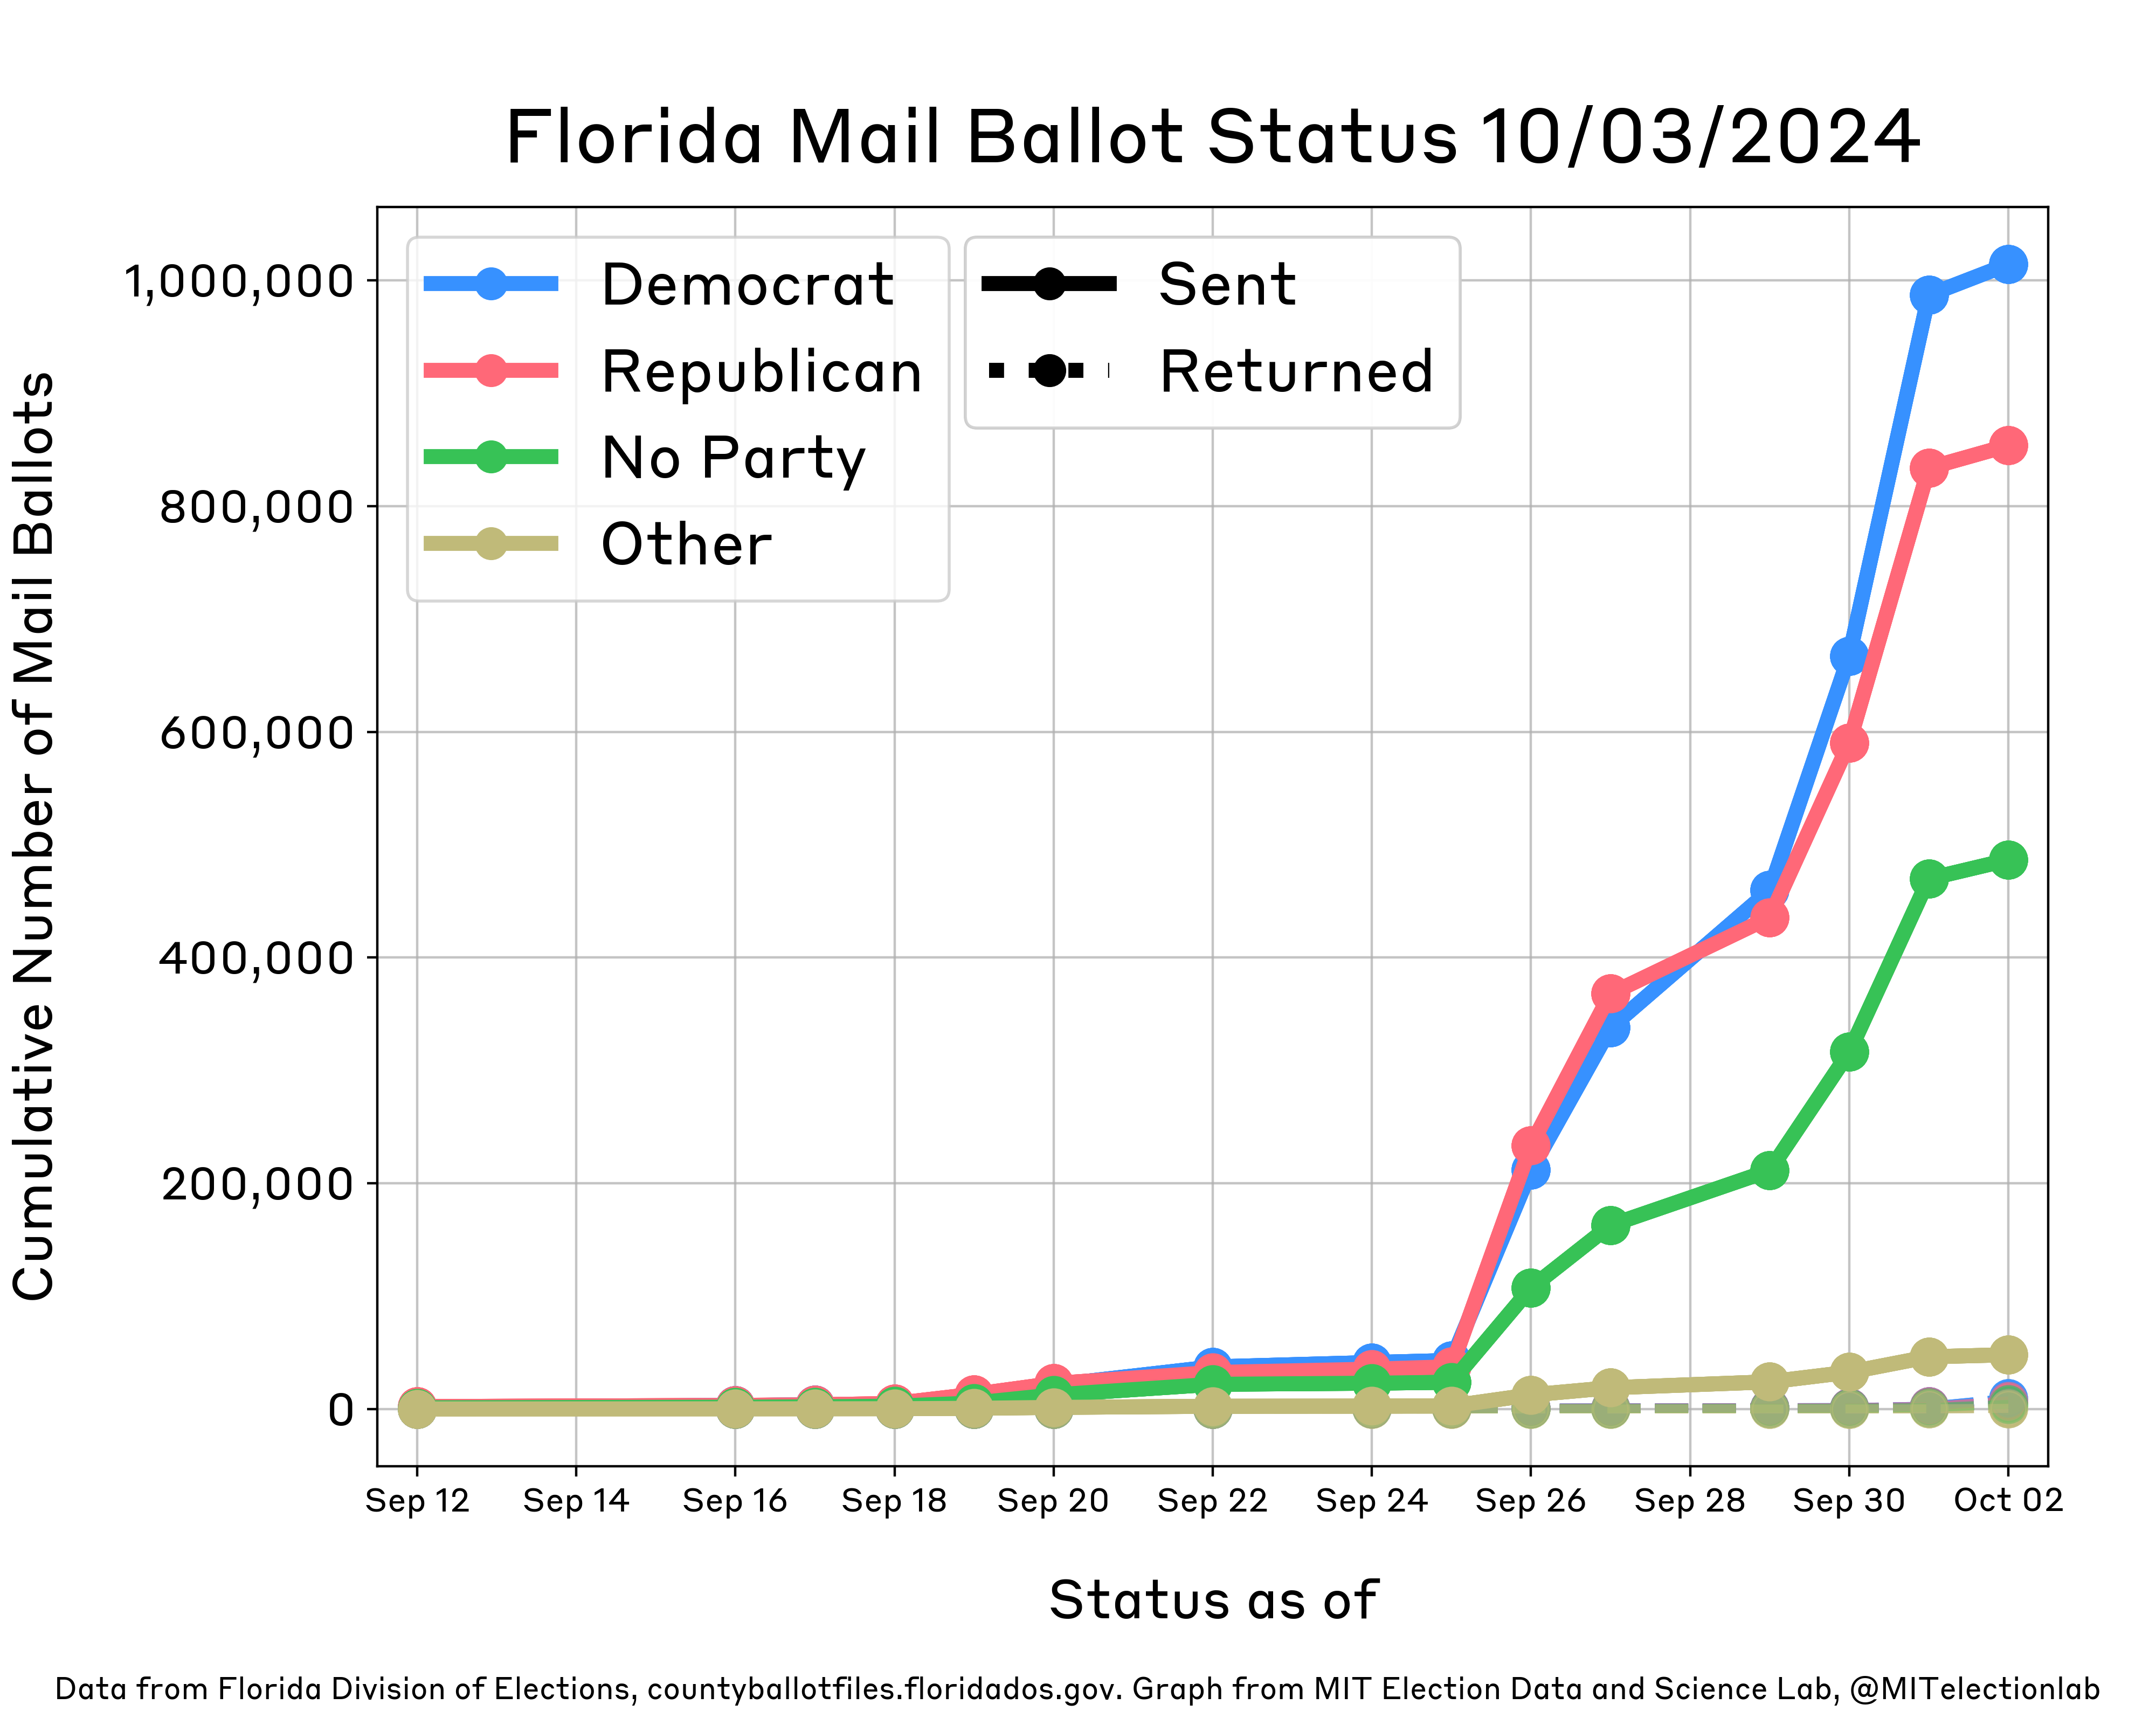 Florida Mail Ballot Status 10/03/2024
Democrat
Republican
No Party
Other
Sent
Returned
Cumulative Number of Mail Ballots
1,000,000
800,000
600,000
400,000
200,000
0
Sep 12
Sep 14
Sep 16
Sep 18
Sep 20
Sep 22
Sep 24
Sep 26
Sep 28
Sep 30
Oct 02
Status as of
Data from Florida Division of Elections, countyballotfiles.floridados.gov. Graph from MIT Election Data and Science Lab, @MITelectionlab